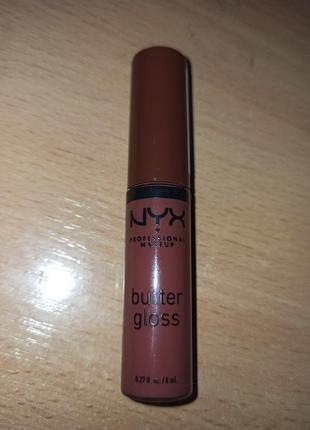 NYX
PROFESSIONAL
MAKEUP
butter
gloss
0.27 fl. oz. / 8 mL